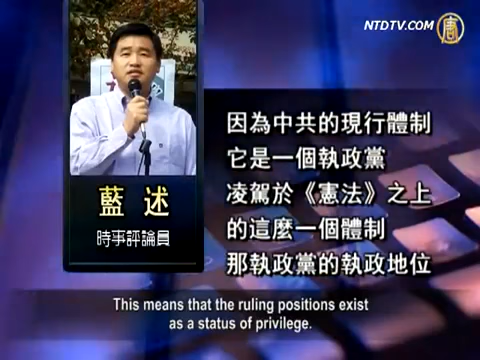 NTDTV.COM
唐
因為中共的現行體制
它是一個執政黨
凌駕於《憲法》之上
的這麼一個體制
那執政黨的執政地位
藍 述
時事評論員
This means that the ruling positions exist
as a status of privilege.